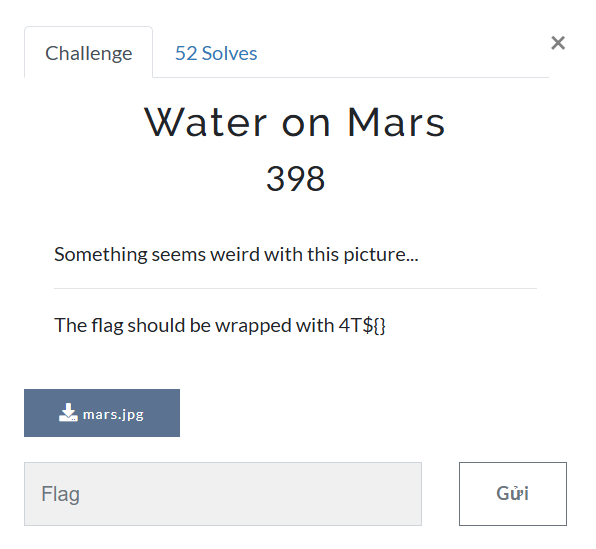 Challenge
52 Solves
×
Water on Mars
398
Something seems weird with this picture...
The flag should be wrapped with 4T${}
mars.jpg
Flag
Gửi